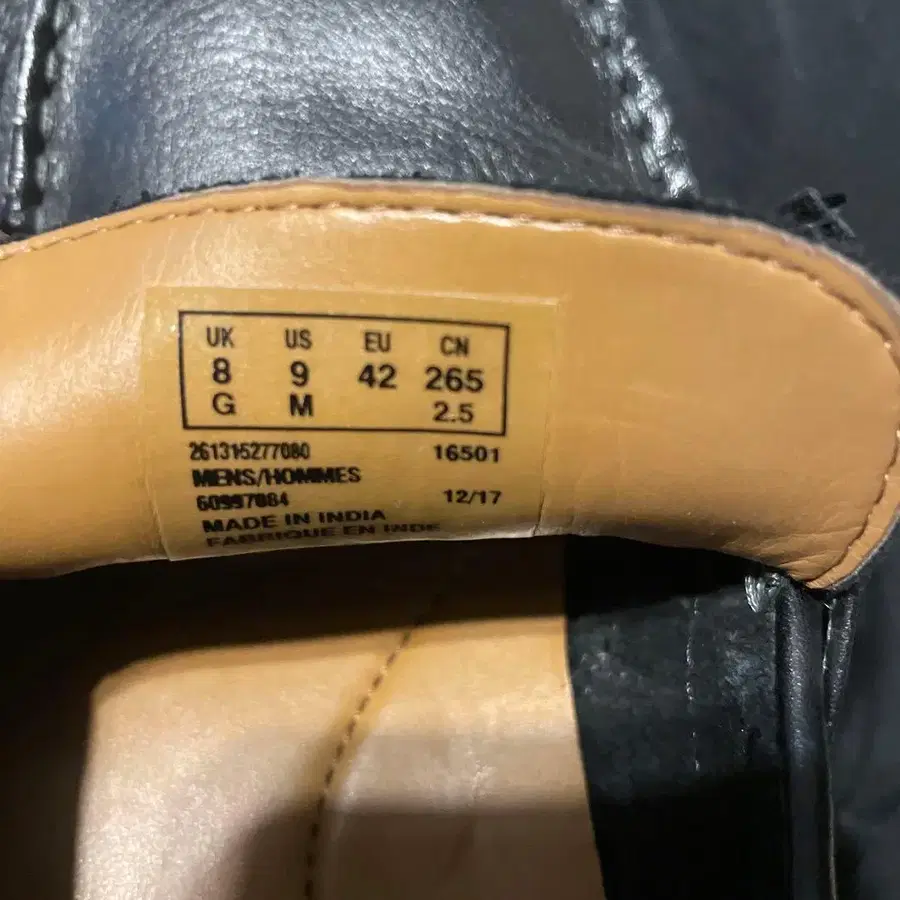 UK US EU CN
8 9 42 265
G M 2.5
261315277080 16501
MENS/HOMMES
60997084 12/17
MADE IN INDIA
FABRIQUE EN INDE